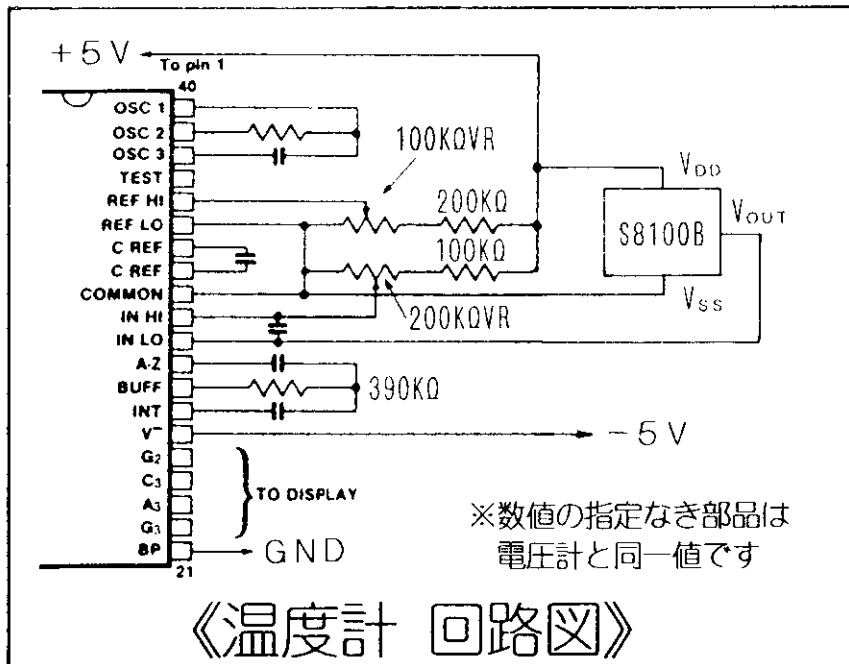 +5V
To pin 1
40
OSC 1
OSC 2
OSC 3
TEST
REF HI
REF LO
C REF
C REF
COMMON
IN HI
IN LO
A-Z
BUFF
INT
V⁻
G2
C3
A3
G3
BP
21
100KΩVR
200KΩ
100KΩ
200KΩVR
390KΩ
VDD
S8100B
VOUT
VSS
-5V
TO DISPLAY
GND
※数値の指定なき部品は
電圧計と同一値です
《温度計 回路図》